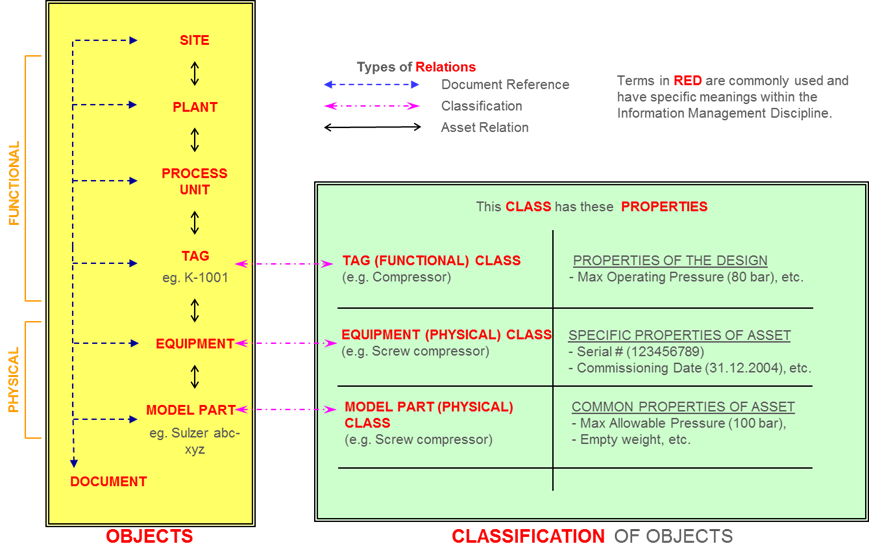 SITE
PLANT
PROCESS
UNIT
TAG
eg. K-1001
EQUIPMENT
MODEL PART
eg. Sulzer abc-
xyz
DOCUMENT
FUNCTIONAL
PHYSICAL
OBJECTS
Types of Relations
Document Reference
Classification
Asset Relation
Terms in RED are commonly used and
have specific meanings within the
Information Management Discipline.
This CLASS has these PROPERTIES
TAG (FUNCTIONAL) CLASS
(e.g. Compressor)
PROPERTIES OF THE DESIGN
- Max Operating Pressure (80 bar), etc.
EQUIPMENT (PHYSICAL) CLASS
(e.g. Screw compressor)
SPECIFIC PROPERTIES OF ASSET
- Serial # (123456789)
- Commissioning Date (31.12.2004), etc.
MODEL PART (PHYSICAL)
CLASS
(e.g. Screw compressor)
COMMON PROPERTIES OF ASSET
- Max Allowable Pressure (100 bar),
- Empty weight, etc.
CLASSIFICATION OF OBJECTS